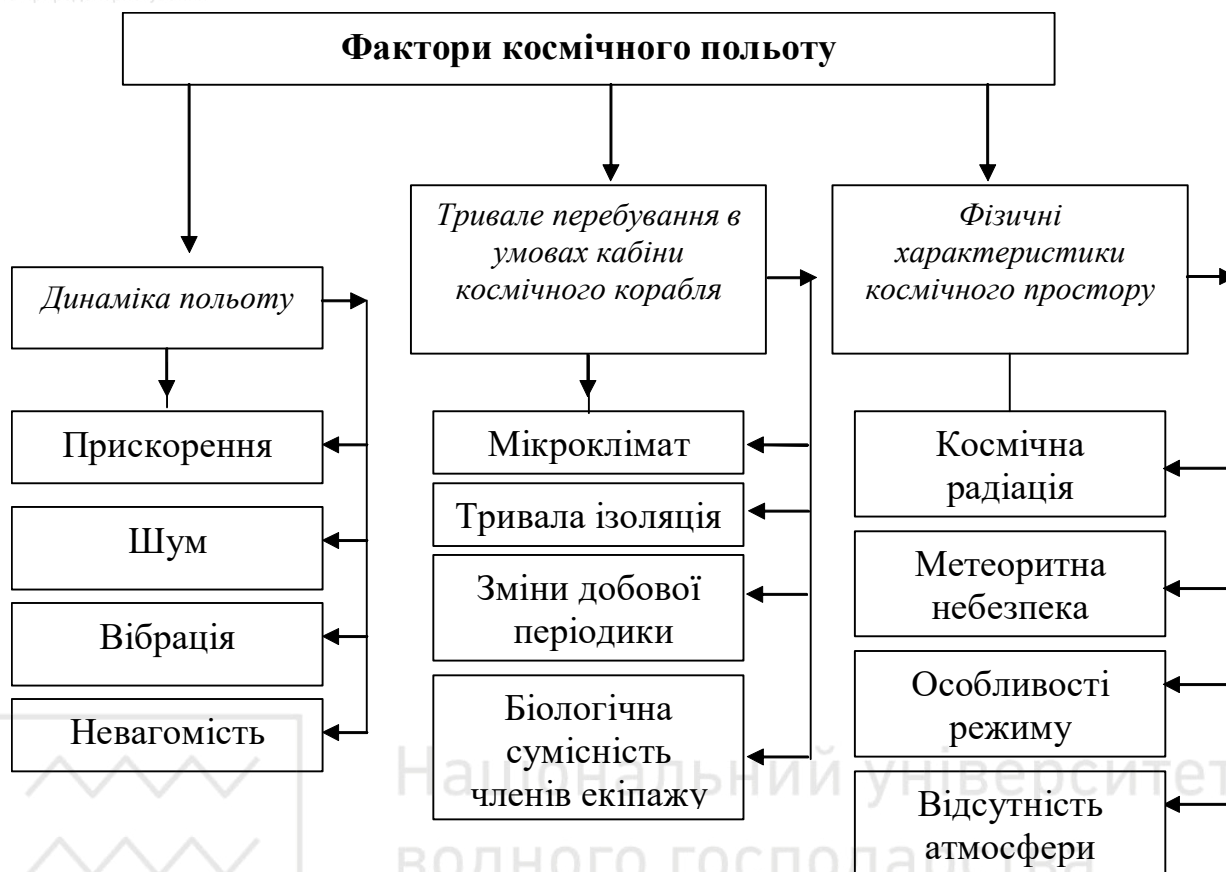 Фактори космічного польоту
Динаміка польоту
Прискорення
Шум
Вібрація
Невагомість
Тривале перебування в
умовах кабіни
космічного корабля
Мікроклімат
Тривала ізоляція
Зміни добової
періодики
Біологічна
сумісність
членів екіпажу
Фізичні
характеристики
космічного простору
Космічна
радіація
Метеоритна
небезпека
Особливості
режиму
Відсутність
атмосфери
Національний університет
водного господарства